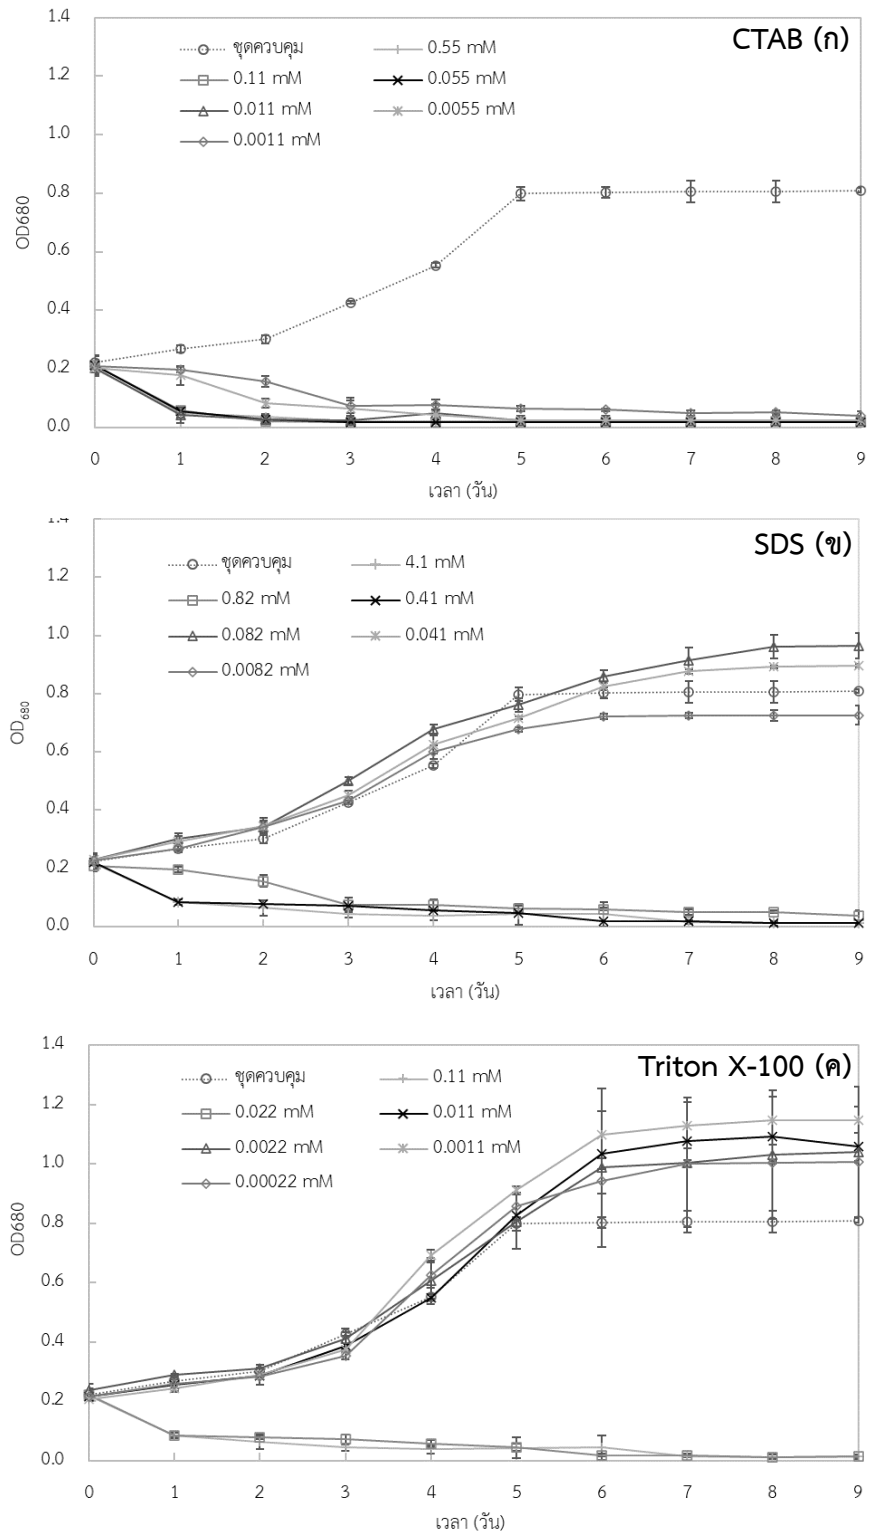 CTAB (ก)
1.4
1.2
1.0
0.8
0.6
0.4
0.2
0.0
OD680
ชุดควบคุม
0.55 mM
0.11 mM
0.055 mM
0.011 mM
0.0055 mM
0.0011 mM
0 1 2 3 4 5 6 7 8 9
เวลา (วัน)
SDS (ข)
1.4
1.2
1.0
0.8
0.6
0.4
0.2
0.0
OD680
ชุดควบคุม
4.1 mM
0.82 mM
0.41 mM
0.082 mM
0.041 mM
0.0082 mM
0 1 2 3 4 5 6 7 8 9
เวลา (วัน)
Triton X-100 (ค)
1.4
1.2
1.0
0.8
0.6
0.4
0.2
0.0
OD680
ชุดควบคุม
0.11 mM
0.022 mM
0.011 mM
0.0022 mM
0.0011 mM
0.00022 mM
0 1 2 3 4 5 6 7 8 9
เวลา (วัน)